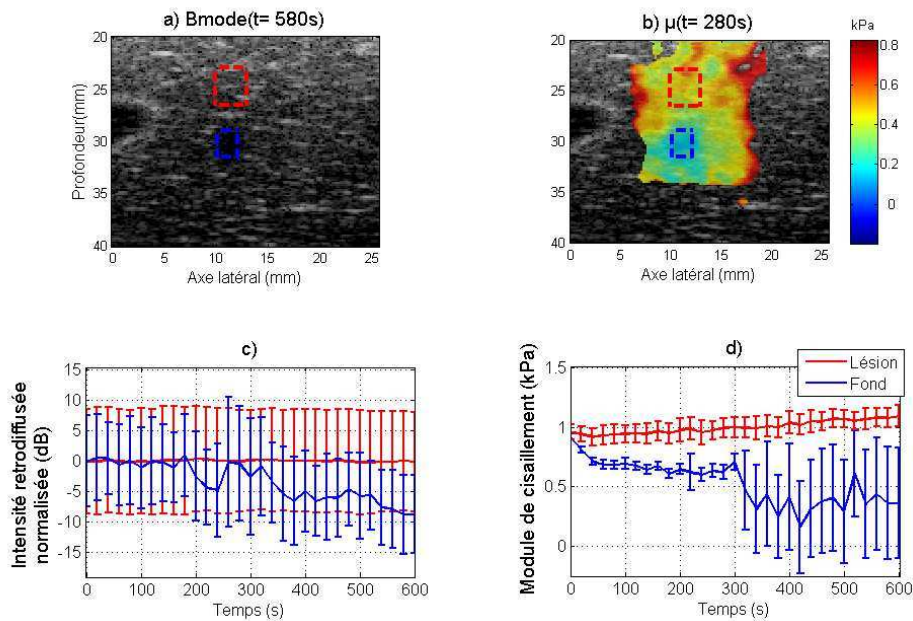 a) Bmode(t= 580s)
20
25
30
35
40
Profondeur(mm)
0 5 10 15 20 25
Axe latéral (mm)
b) µ(t= 280s)
20
25
30
35
40
0 5 10 15 20 25
Axe latéral (mm)
kPa
0.8
0.6
0.4
0.2
0
c)
15
10
5
0
-5
-10
-15
Intensité retrodiffusée
normalisée (dB)
0 100 200 300 400 500 600
Temps (s)
d)
Lésion
Fond
1.5
1
0.5
0
Module de cisaillement (kPa)
0 100 200 300 400 500 600
Temps (s)